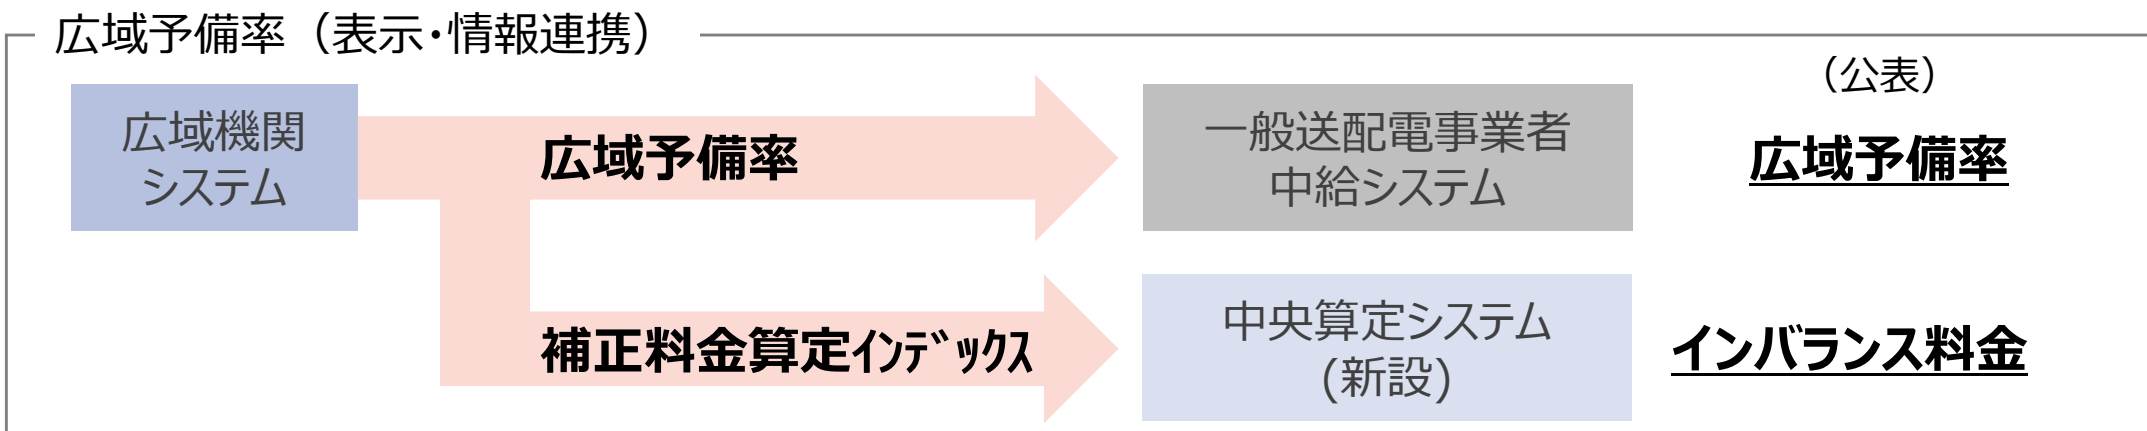 広域予備率（表示・情報連携）
（公表）
広域機関
システム
広域予備率
一般送配電事業者
中給システム
広域予備率
補正料金算定ｲﾝﾃﾞｯｸｽ
中央算定システム
(新設)
インバランス料金